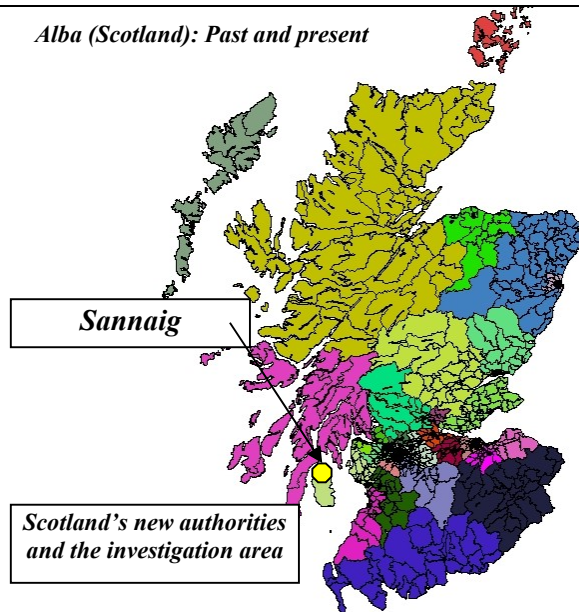 Alba (Scotland): Past and present
Sannaig
Scotland's new authorities
and the investigation area